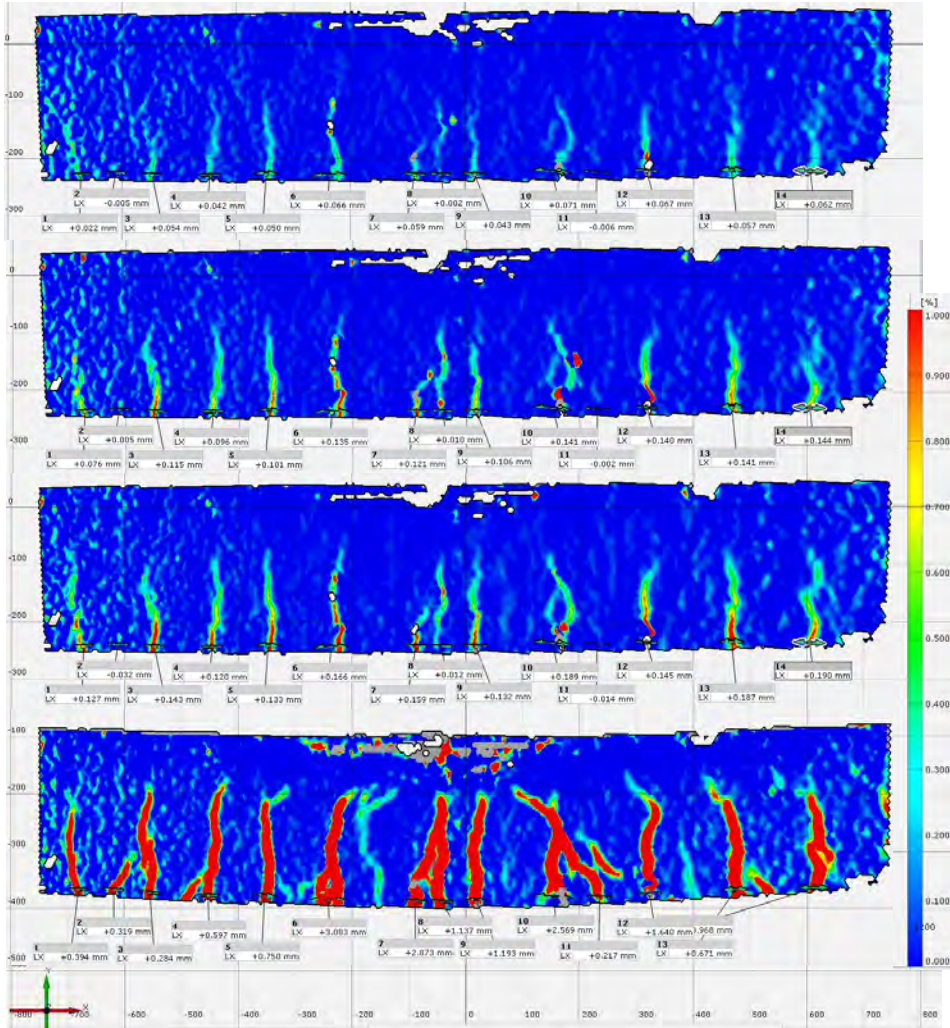 0
-100
-200
-300
2
LX -0.005 mm
4
LX +0.042 mm
6
LX +0.066 mm
8
LX +0.002 mm
10
LX +0.071 mm
12
LX +0.067 mm
14
LX +0.062 mm
1
LX +0.022 mm
3
LX +0.054 mm
5
LX +0.050 mm
7
LX +0.059 mm
9
LX +0.043 mm
11
LX -0.006 mm
13
LX +0.057 mm
0
-100
-200
-300
2
LX +0.005 mm
4
LX +0.096 mm
6
LX +0.135 mm
8
LX +0.010 mm
10
LX +0.141 mm
12
LX +0.140 mm
14
LX +0.144 mm
1
LX +0.076 mm
3
LX +0.115 mm
5
LX +0.101 mm
7
LX +0.121 mm
9
LX +0.106 mm
11
LX -0.002 mm
13
LX +0.141 mm
0
-100
-200
-300
2
LX -0.032 mm
4
LX +0.120 mm
6
LX +0.166 mm
8
LX +0.012 mm
10
LX +0.189 mm
12
LX +0.145 mm
14
LX +0.190 mm
1
LX +0.127 mm
3
LX +0.143 mm
5
LX +0.133 mm
7
LX +0.159 mm
9
LX +0.132 mm
11
LX -0.014 mm
13
LX +0.187 mm
-100
-200
-300
-400
2
LX +0.319 mm
4
LX +0.597 mm
6
LX +3.083 mm
8
LX +1.137 mm
10
LX +2.569 mm
12
LX +1.640 mm
.968 mm
1
LX +0.394 mm
3
LX +0.284 mm
5
LX +0.750 mm
7
LX +2.873 mm
9
LX +1.193 mm
11
LX +0.217 mm
13
LX +0.671 mm
-500
Y
X
-800 -700 -600 -400 -200 0 200 400 600 700 800
[%]
1.000
0.900
0.800
0.700
0.600
0.500
0.400
0.300
0.200
0.100
0.000